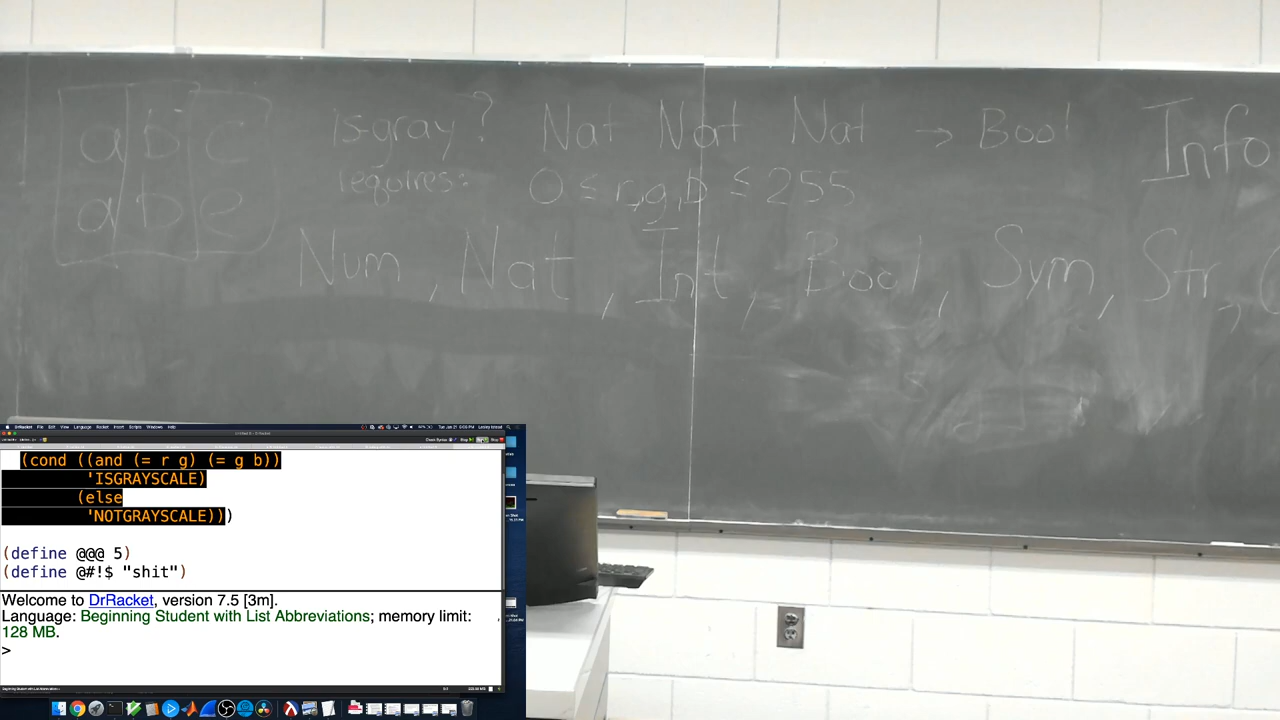 a b c
a b e
is-gray? Nat Nat Nat → Bool
requires: 0 ≤ r,g,b ≤ 255
Num, Nat, Int, Bool, Sym, Str,
Info
(cond ((and (= r g) (= g b))
'ISGRAYSCALE)
(else
'NOTGRAYSCALE)))
(define @@@ 5)
(define @#!$ "shit")
Welcome to DrRacket, version 7.5 [3m].
Language: Beginning Student with List Abbreviations; memory limit:
128 MB.
>